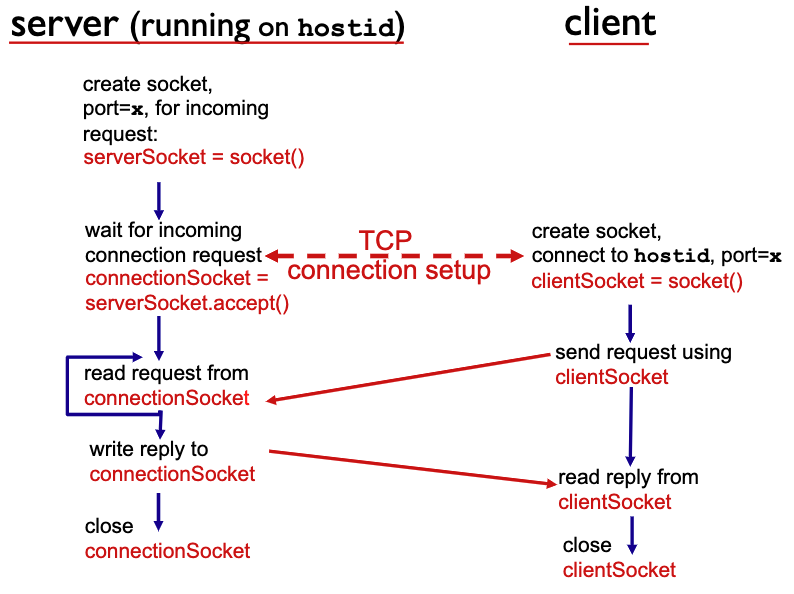 server (running on hostid)
client
create socket,
port=x, for incoming
request:
serverSocket = socket()
wait for incoming
connection request
connectionSocket =
serverSocket.accept()
TCP
connection setup
create socket,
connect to hostid, port=x
clientSocket = socket()
read request from
connectionSocket
send request using
clientSocket
write reply to
connectionSocket
read reply from
clientSocket
close
connectionSocket
close
clientSocket